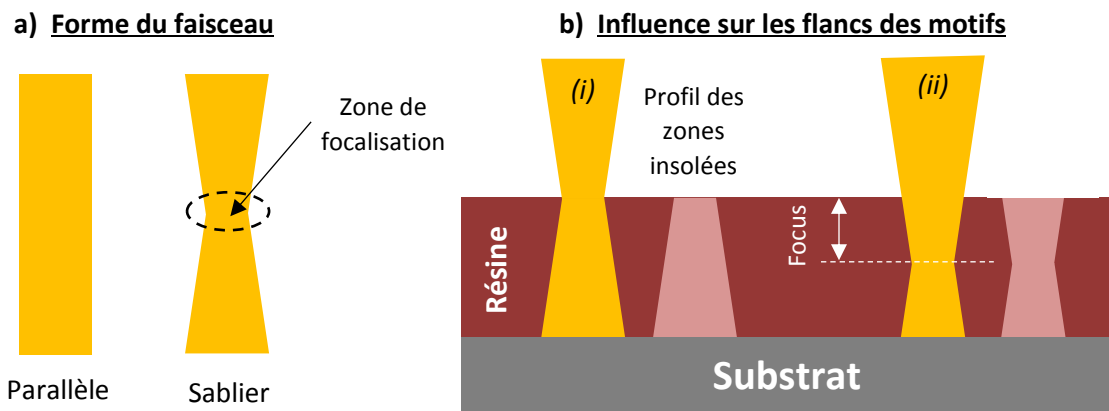 a) Forme du faisceau
Zone de
focalisation
Parallèle
Sablier
b) Influence sur les flancs des motifs
(i)
Profil des
zones
insolées
(ii)
Résine
Focus
Substrat